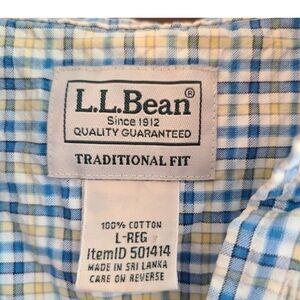 L.L.Bean®
Since 1912
QUALITY GUARANTEED
TRADITIONAL FIT
100% COTTON
L-REG
ItemID 501414
MADE IN SRI LANKA
CARE ON REVERSE